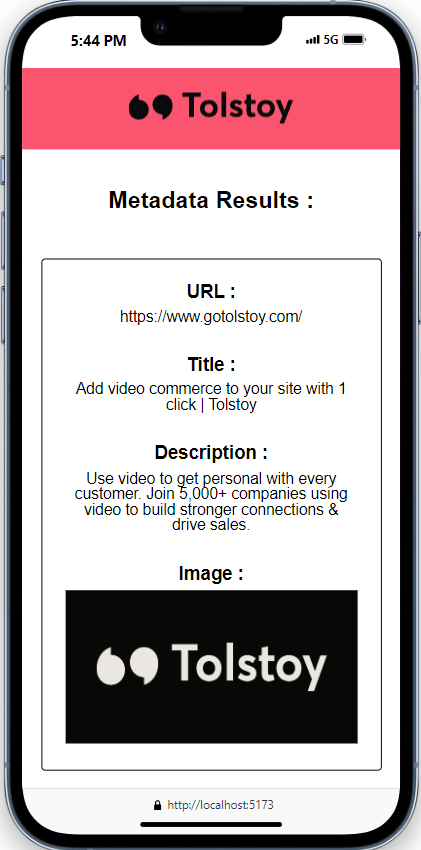 5:44 PM
5G
Tolstoy
Metadata Results :
URL :
https://www.gotolstoy.com/
Title :
Add video commerce to your site with 1
click | Tolstoy
Description :
Use video to get personal with every
customer. Join 5,000+ companies using
video to build stronger connections &
drive sales.
Image :
Tolstoy
http://localhost:5173